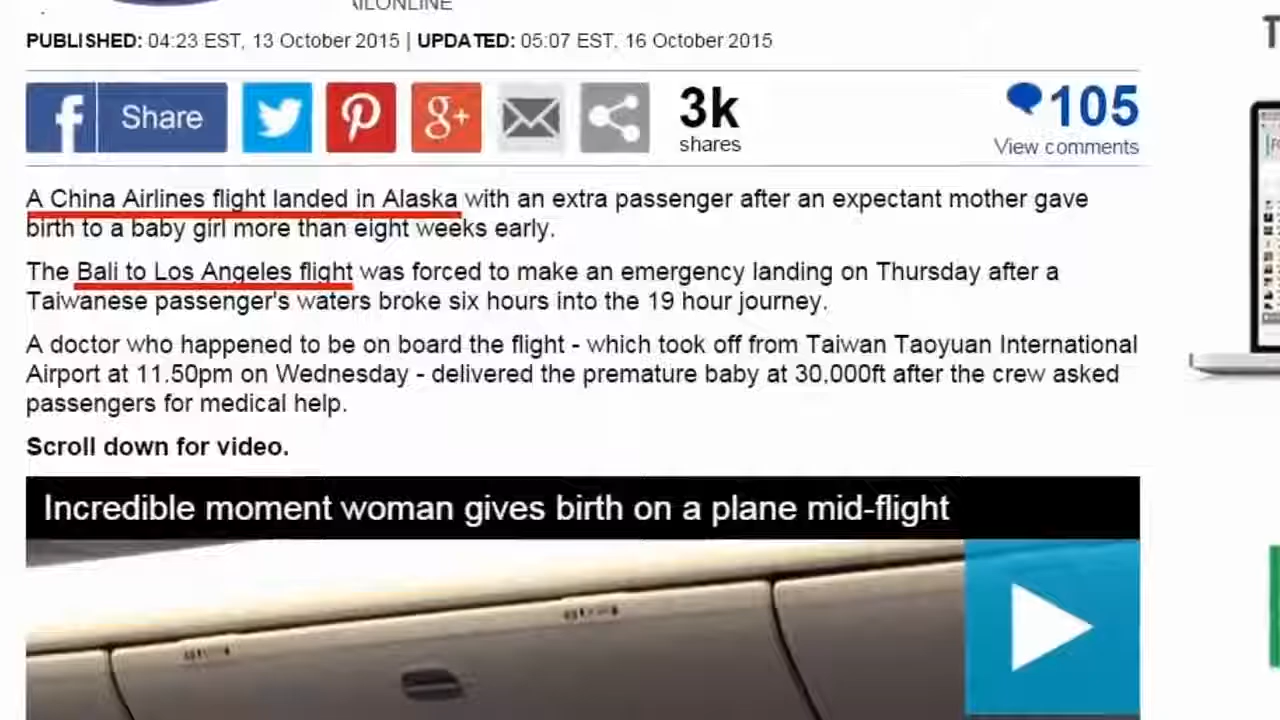 PUBLISHED: 04:23 EST, 13 October 2015 | UPDATED: 05:07 EST, 16 October 2015
f Share
g+
3k
shares
105
View comments
A China Airlines flight landed in Alaska with an extra passenger after an expectant mother gave
birth to a baby girl more than eight weeks early.
The Bali to Los Angeles flight was forced to make an emergency landing on Thursday after a
Taiwanese passenger's waters broke six hours into the 19 hour journey.
A doctor who happened to be on board the flight - which took off from Taiwan Taoyuan International
Airport at 11.50pm on Wednesday - delivered the premature baby at 30,000ft after the crew asked
passengers for medical help.
Scroll down for video.
Incredible moment woman gives birth on a plane mid-flight